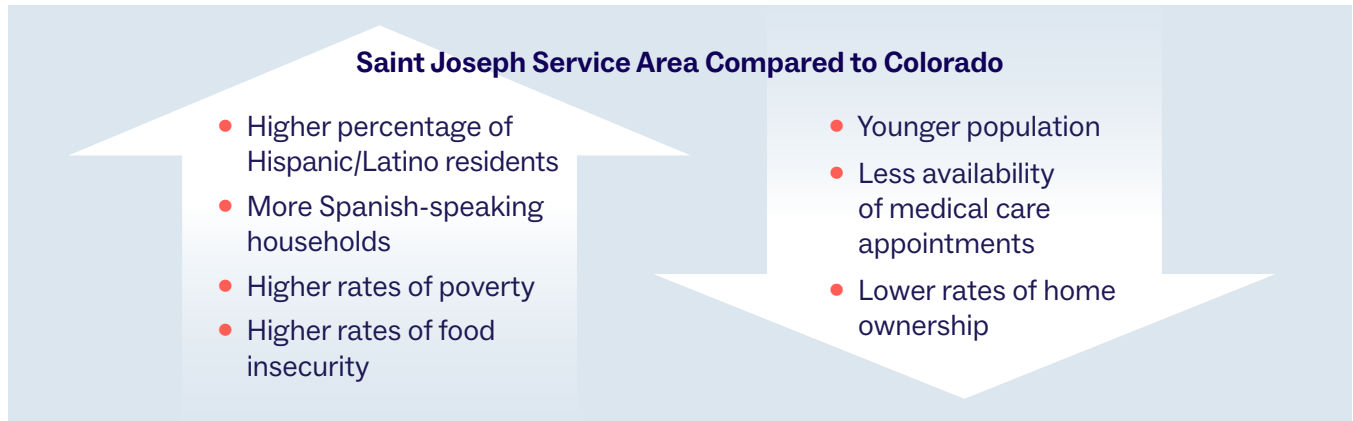 Saint Joseph Service Area Compared to Colorado
• Higher percentage of
Hispanic/Latino residents
• More Spanish-speaking
households
• Higher rates of poverty
• Higher rates of food
insecurity
• Younger population
• Less availability
of medical care
appointments
• Lower rates of home
ownership